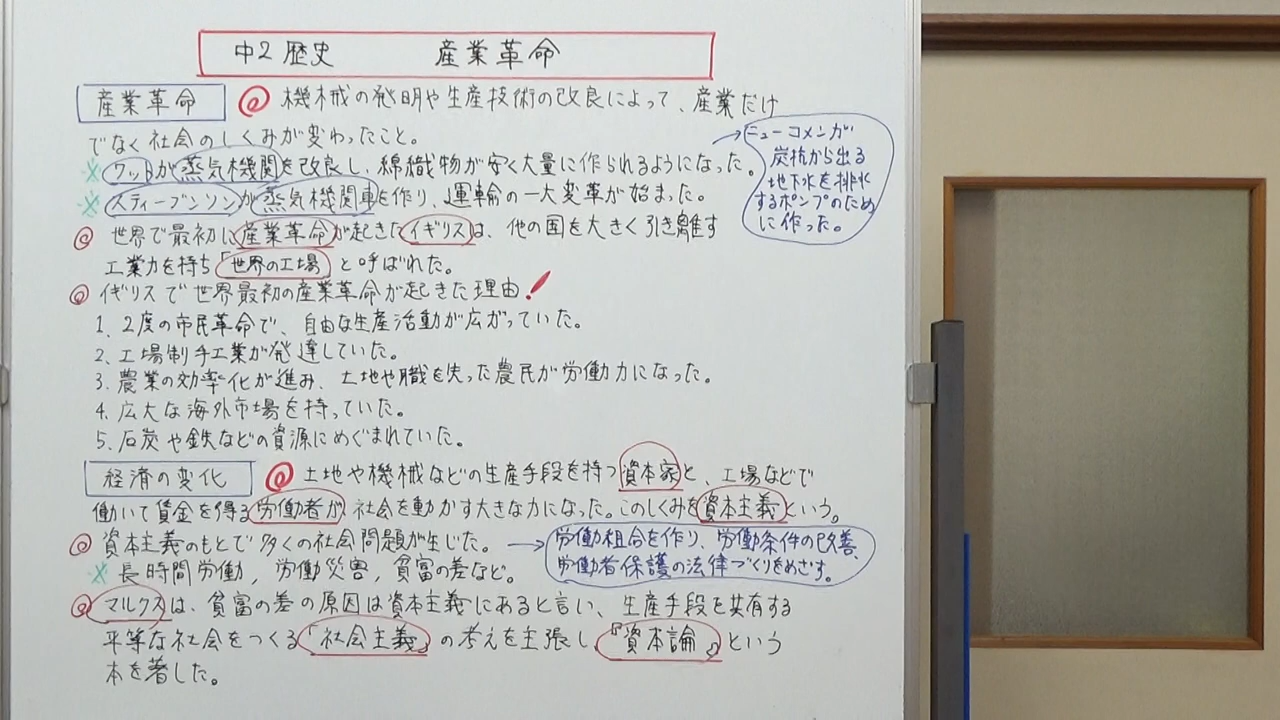 中2 歴史 産業革命
産業革命 @ 機械の発明や生産技術の改良によって、産業だけ
でなく社会のしくみが変わったこと。
※ワットが蒸気機関を改良し、綿織物が安く大量に作られるようになった。
ニューコメンが
炭坑から出る
地下水を排水
するポンプのため
に作った。
※スティーブンソンが蒸気機関車を作り、運輸の一大変革が始まった。
@ 世界で最初に産業革命が起きたイギリスは、他の国を大きく引き離す
工業力を持ち「世界の工場」と呼ばれた。
@ イギリスで世界最初の産業革命が起きた理由!
1. 2度の市民革命で、自由な生産活動が広がっていた。
2. 工場制手工業が発達していた。
3. 農業の効率化が進み、土地や職を失った農民が労働力になった。
4. 広大な海外市場を持っていた。
5. 石炭や鉄などの資源にめぐまれていた。
経済の変化 @ 土地や機械などの生産手段を持つ資本家と、工場などで
働いて賃金を得る労働者が社会を動かす大きな力になった。このしくみを資本主義という。
@ 資本主義のもとで多くの社会問題が生じた。
→労働組合を作り、労働条件の改善、
労働者保護の法律づくりをめざす。
※ 長時間労働, 労働災害, 貧富の差など。
@ マルクスは、貧富の差の原因は資本主義にあると言い、生産手段を共有する
平等な社会をつくる「社会主義」の考えを主張し『資本論』という
本を著した。